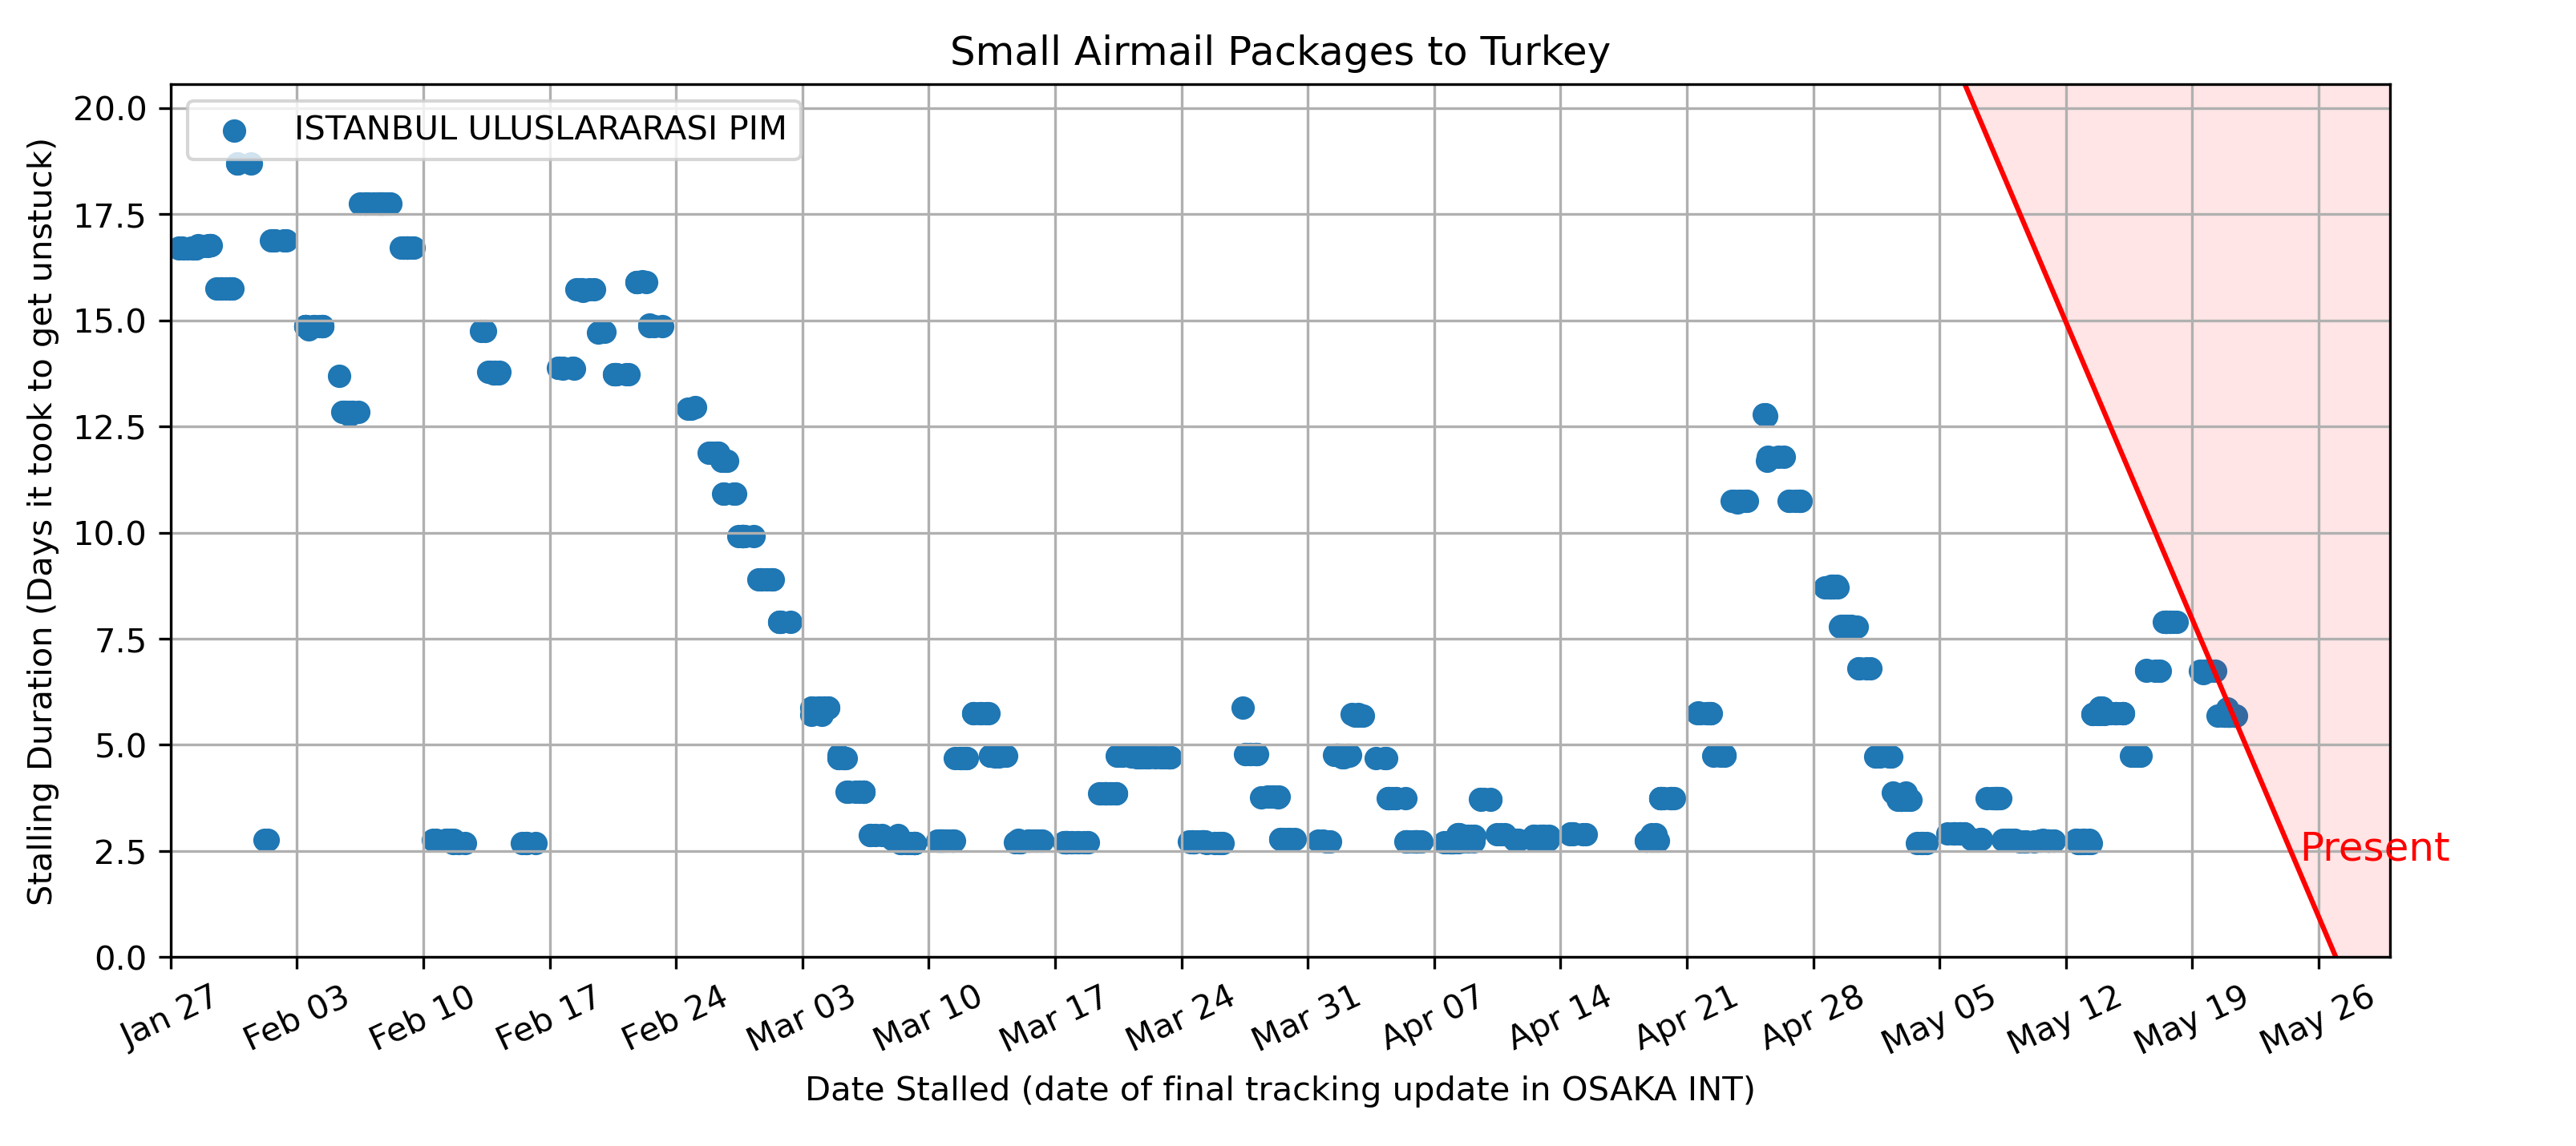 Small Airmail Packages to Turkey
ISTANBUL ULUSLARARASI PIM
Stalling Duration (Days it took to get unstuck)
20.0
17.5
15.0
12.5
10.0
7.5
5.0
2.5
0.0
Present
Jan 27
Feb 03
Feb 10
Feb 17
Feb 24
Mar 03
Mar 10
Mar 17
Mar 24
Mar 31
Apr 07
Apr 14
Apr 21
Apr 28
May 05
May 12
May 19
May 26
Date Stalled (date of final tracking update in OSAKA INT)